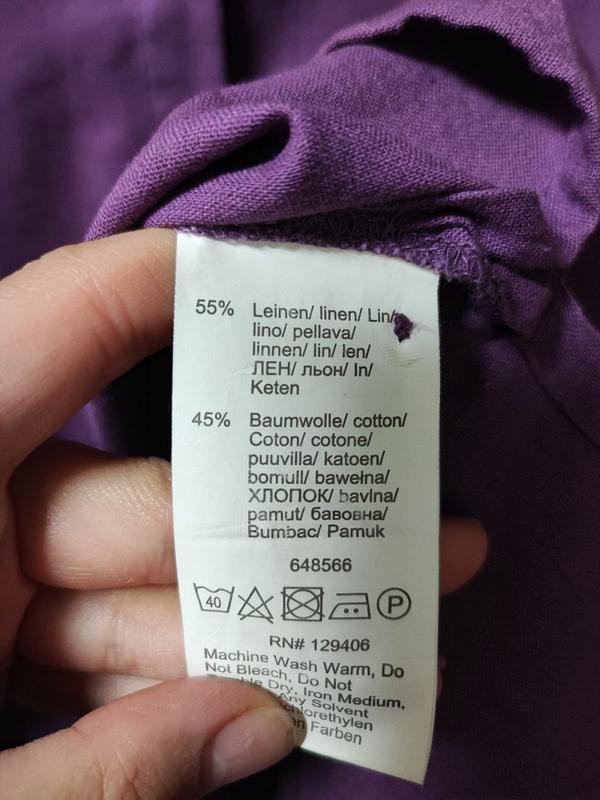 55% Leinen/ linen/ Lin/
lino/ pellava/
linnen/ lin/ len/
ЛЕН/ льон/ In/
Keten
45% Baumwolle/ cotton/
Coton/ cotone/
puuvilla/ katoen/
bomull/ bawełna/
ХЛОПОК/ bavlna/
pamut/ бавовна/
Bumbac/ Pamuk
648566
40 P
RN# 129406
Machine Wash Warm, Do
Not Bleach, Do Not
Dry, Iron Medium,
Any Solvent
Farben